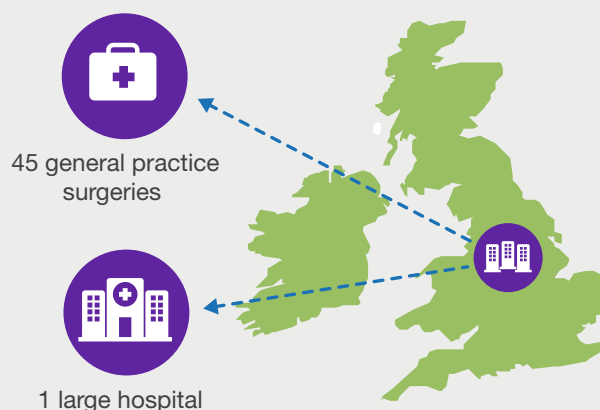 45 general practice
surgeries
1 large hospital